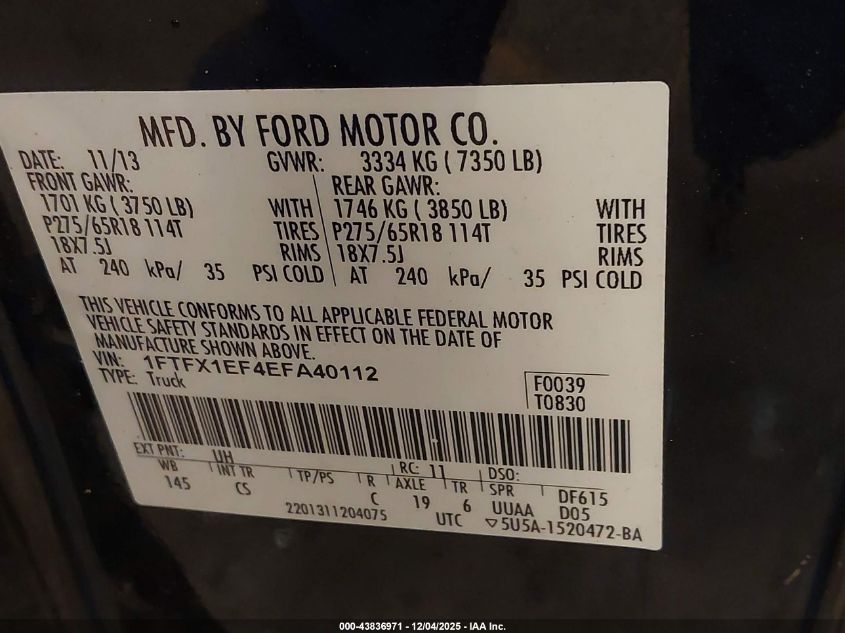 MFD. BY FORD MOTOR CO.
DATE: 11/13 GVWR: 3334 KG ( 7350 LB)
FRONT GAWR: REAR GAWR:
1701 KG ( 3750 LB) WITH 1746 KG ( 3850 LB) WITH
P275/65R18 114T TIRES P275/65R18 114T TIRES
18X7.5J RIMS 18X7.5J RIMS
AT 240 kPa/ 35 PSI COLD AT 240 kPa/ 35 PSI COLD
THIS VEHICLE CONFORMS TO ALL APPLICABLE FEDERAL MOTOR
VEHICLE SAFETY STANDARDS IN EFFECT ON THE DATE OF
MANUFACTURE SHOWN ABOVE.
VIN: 1FTFX1EF4EFA40112
TYPE: Truck
F0039
T0830
EXT PNT: UH RC: 11 DSO:
WB INT TR TP/PS R AXLE TR SPR DF615
145 CS C 19 6 UUAA D05
2201311204075 UTC ▽5U5A-1520472-BA
000-43836971 - 12/04/2025 - IAA Inc.